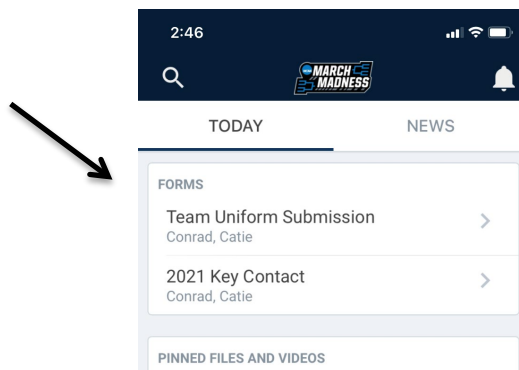 2:46
MARCH
MADNESS
TODAY
NEWS
FORMS
Team Uniform Submission
Conrad, Catie
2021 Key Contact
Conrad, Catie
PINNED FILES AND VIDEOS